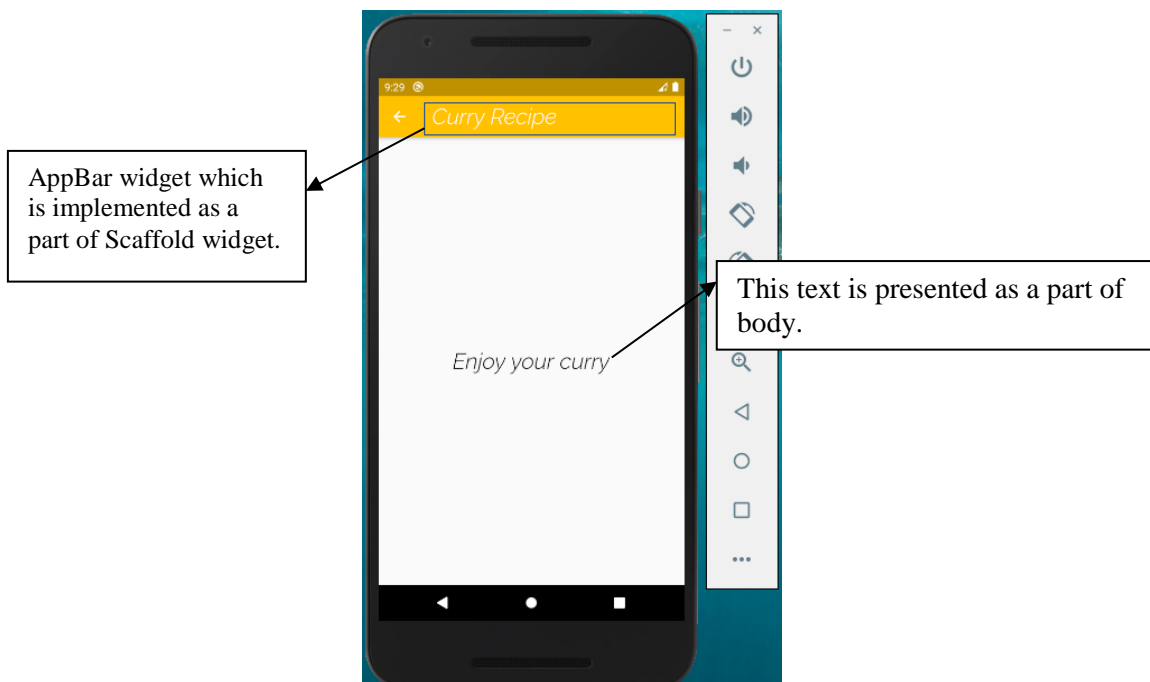 9:29
Curry Recipe
AppBar widget which
is implemented as a
part of Scaffold widget.
This text is presented as a part of
body.
Enjoy your curry